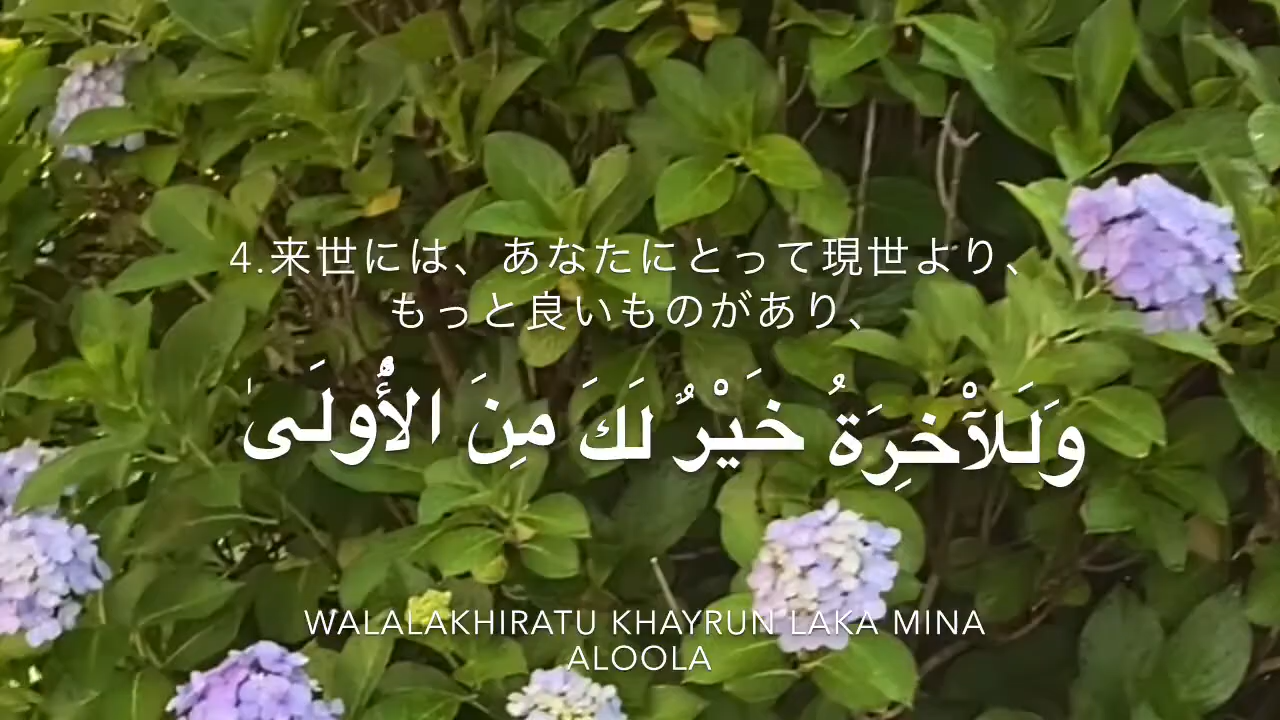 4.来世には、あなたにとって現世より、
もっと良いものがあり、
وَلَلْآخِرَةُ خَيْرٌ لَكَ مِنَ الأُولَىٰ
WALALAKHIRATU KHAYRUN LAKA MINA
ALOOLA